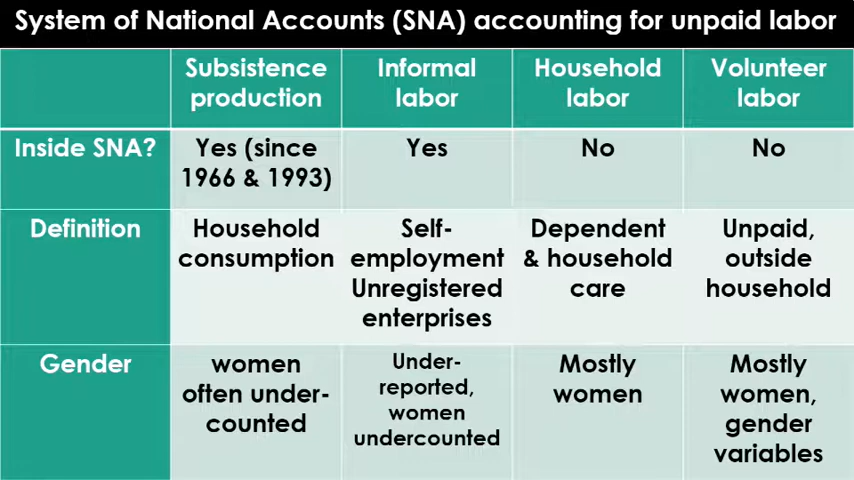 System of National Accounts (SNA) accounting for unpaid labor
Subsistence
production
Informal
labor
Household
labor
Volunteer
labor
Inside SNA?
Yes (since
1966 & 1993)
Yes
No
No
Definition
Household
consumption
Self-
employment
Unregistered
enterprises
Dependent
& household
care
Unpaid,
outside
household
Gender
women
often under-
counted
Under-
reported,
women
undercounted
Mostly
women
Mostly
women,
gender
variables